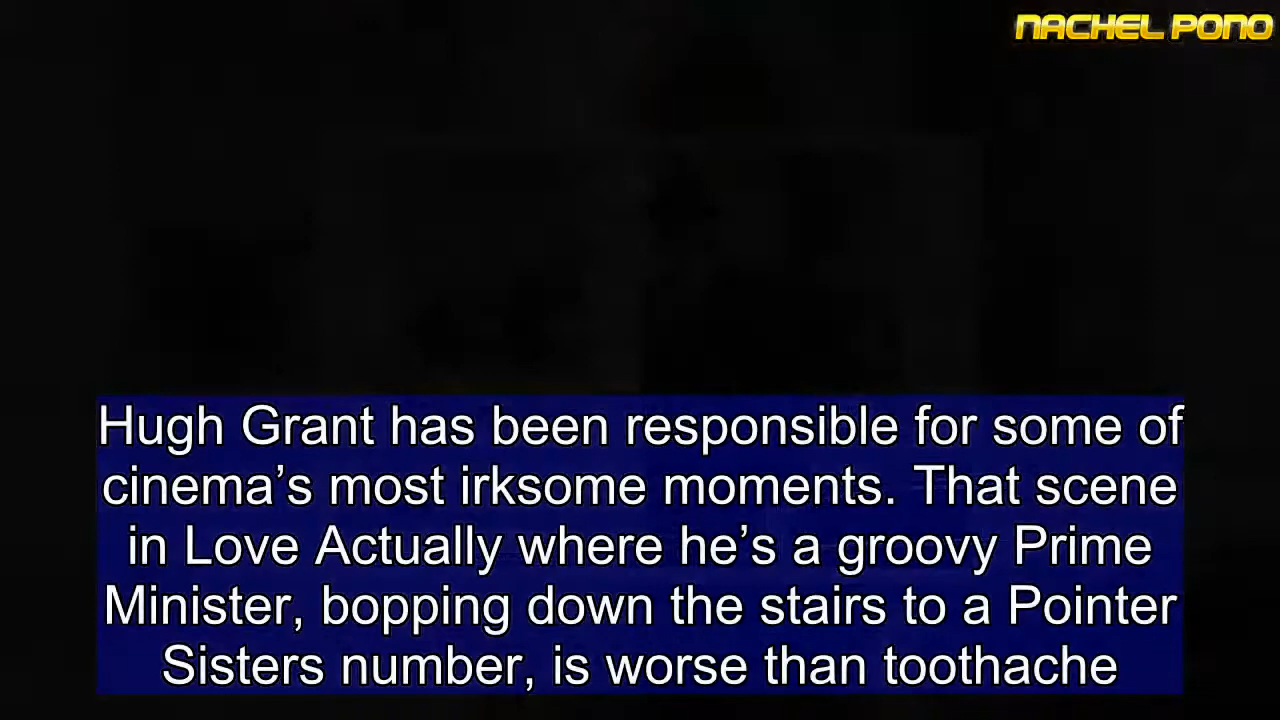 NACHEL PONO
Hugh Grant has been responsible for some of
cinema’s most irksome moments. That scene
in Love Actually where he’s a groovy Prime
Minister, bopping down the stairs to a Pointer
Sisters number, is worse than toothache